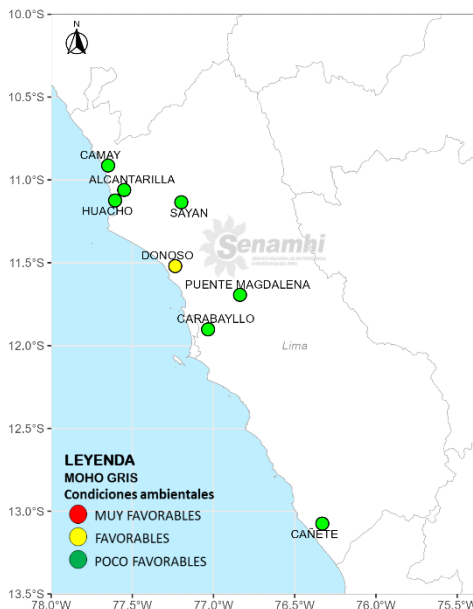 10.0°S
N
10.5°S
CAMAY
11.0°S
ALCANTARILLA
HUACHO
SAYAN
Senamhi
11.5°S
DONOSO
PUENTE MAGDALENA
CARABAYLLO
12.0°S
Lima
12.5°S
LEYENDA
MOHO GRIS
Condiciones ambientales
MUY FAVORABLES
13.0°S
FAVORABLES
CAÑETE
POCO FAVORABLES
13.5°S
78.0°W 77.5°W 77.0°W 76.5°W 76.0°W 75.5°W